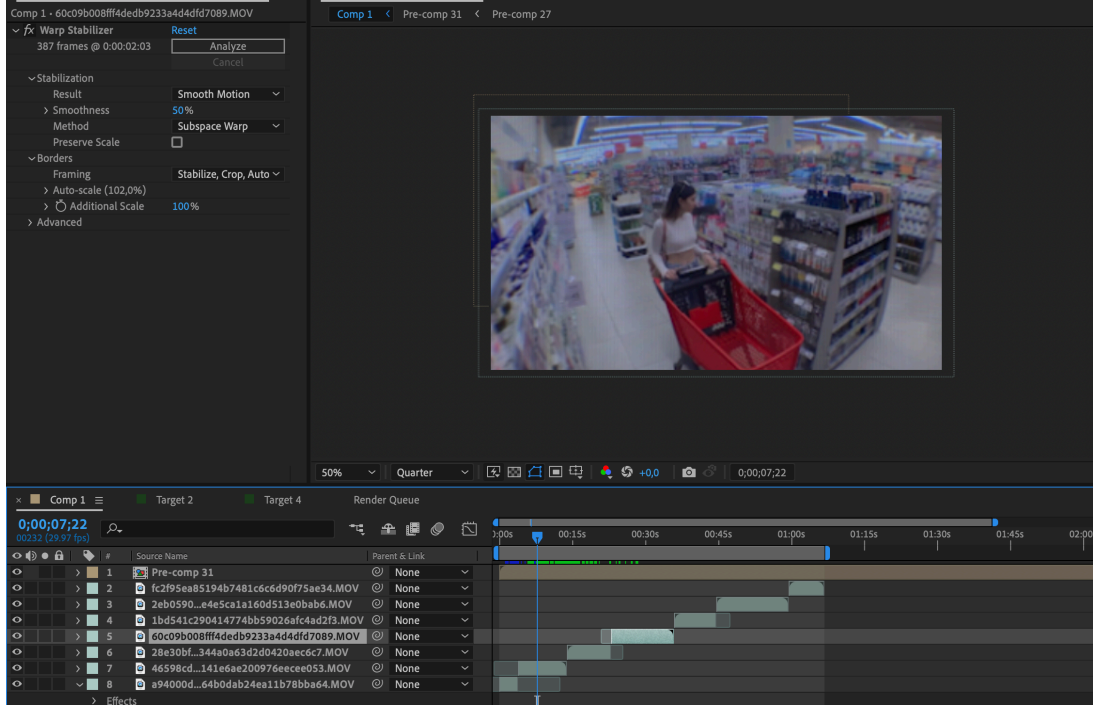 Comp 1 • 60c09b008fff4dedb9233a4d4dfd7089.MOV
fx Warp Stabilizer Reset
387 frames @ 0:00:02:03 Analyze
Cancel
Stabilization
Result Smooth Motion
Smoothness 50%
Method Subspace Warp
Preserve Scale
Borders
Framing Stabilize, Crop, Auto
Auto-scale (102,0%)
Additional Scale 100%
Advanced
Comp 1 Pre-comp 31 Pre-comp 27
50% Quarter +0,0 0;00;07;22
Comp 1 Target 2 Target 4 Render Queue
0;00;07;22
00232 (29.97 fps)
):00s 00:15s 00:30s 00:45s 01:00s 01:15s 01:30s 01:45s 02:00
# Source Name Parent & Link
1 Pre-comp 31 None
2 fc2f95ea85194b7481c6c6d90f75ae34.MOV None
3 2eb0590...e4e5ca1a160d513e0bab6.MOV None
4 1bd541c290414774bb59026afc4ad2f3.MOV None
5 60c09b008fff4dedb9233a4d4dfd7089.MOV None
6 28e30bf...344a0a63d2d0420aec6c7.MOV None
7 46598cd...141e6ae200976eecee053.MOV None
8 a94000d...64b0dab24ea11b78bba64.MOV None
Effects